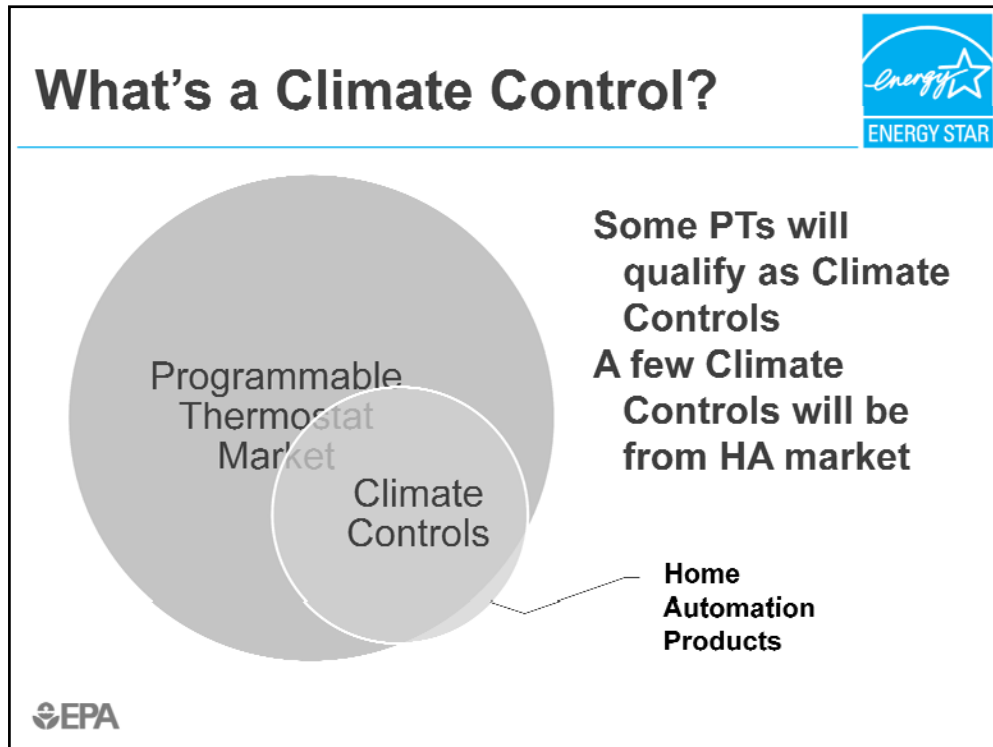 What's a Climate Control?
energy
ENERGY STAR
Some PTs will
qualify as Climate
Controls
A few Climate
Controls will be
from HA market
Programmable
Thermostat
Market
Climate
Controls
Home
Automation
Products
EPA